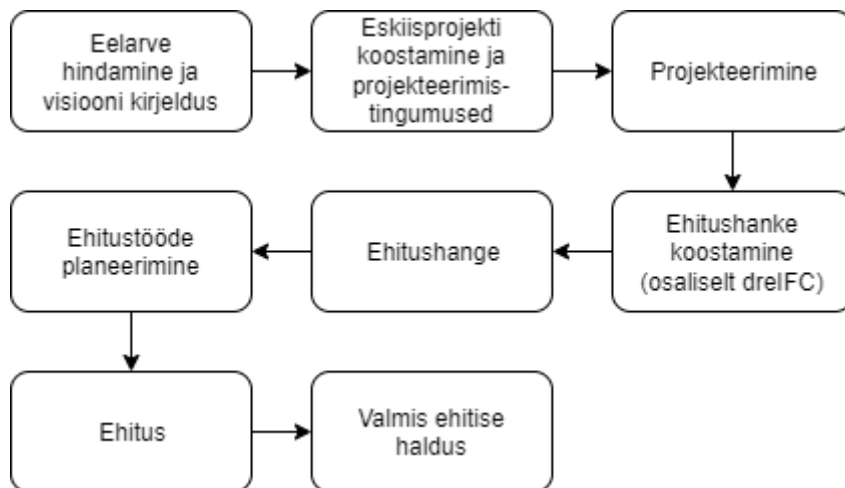 Eelarve
hindamine ja
visiooni kirjeldus
Eskiisprojekti
koostamine ja
projekteerimis-
tingumused
Projekteerimine
Ehitushanke
koostamine
(osaliselt dreIFC)
Ehitushange
Ehitustööde
planeerimine
Ehitus
Valmis ehitise
haldus